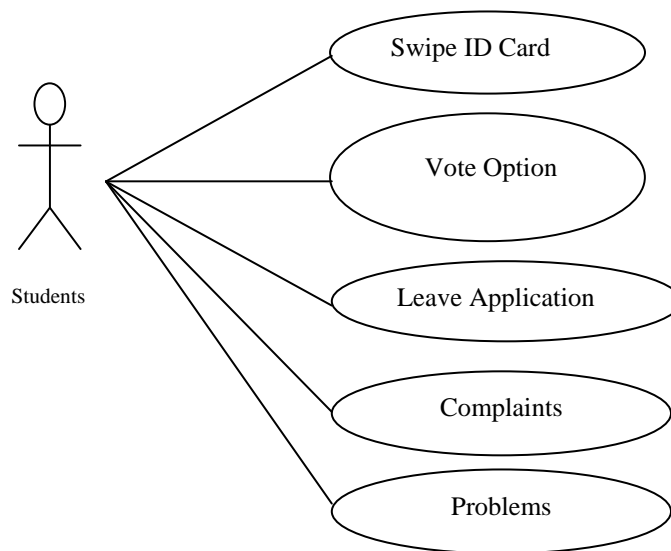 Swipe ID Card
Vote Option
Leave Application
Students
Complaints
Problems